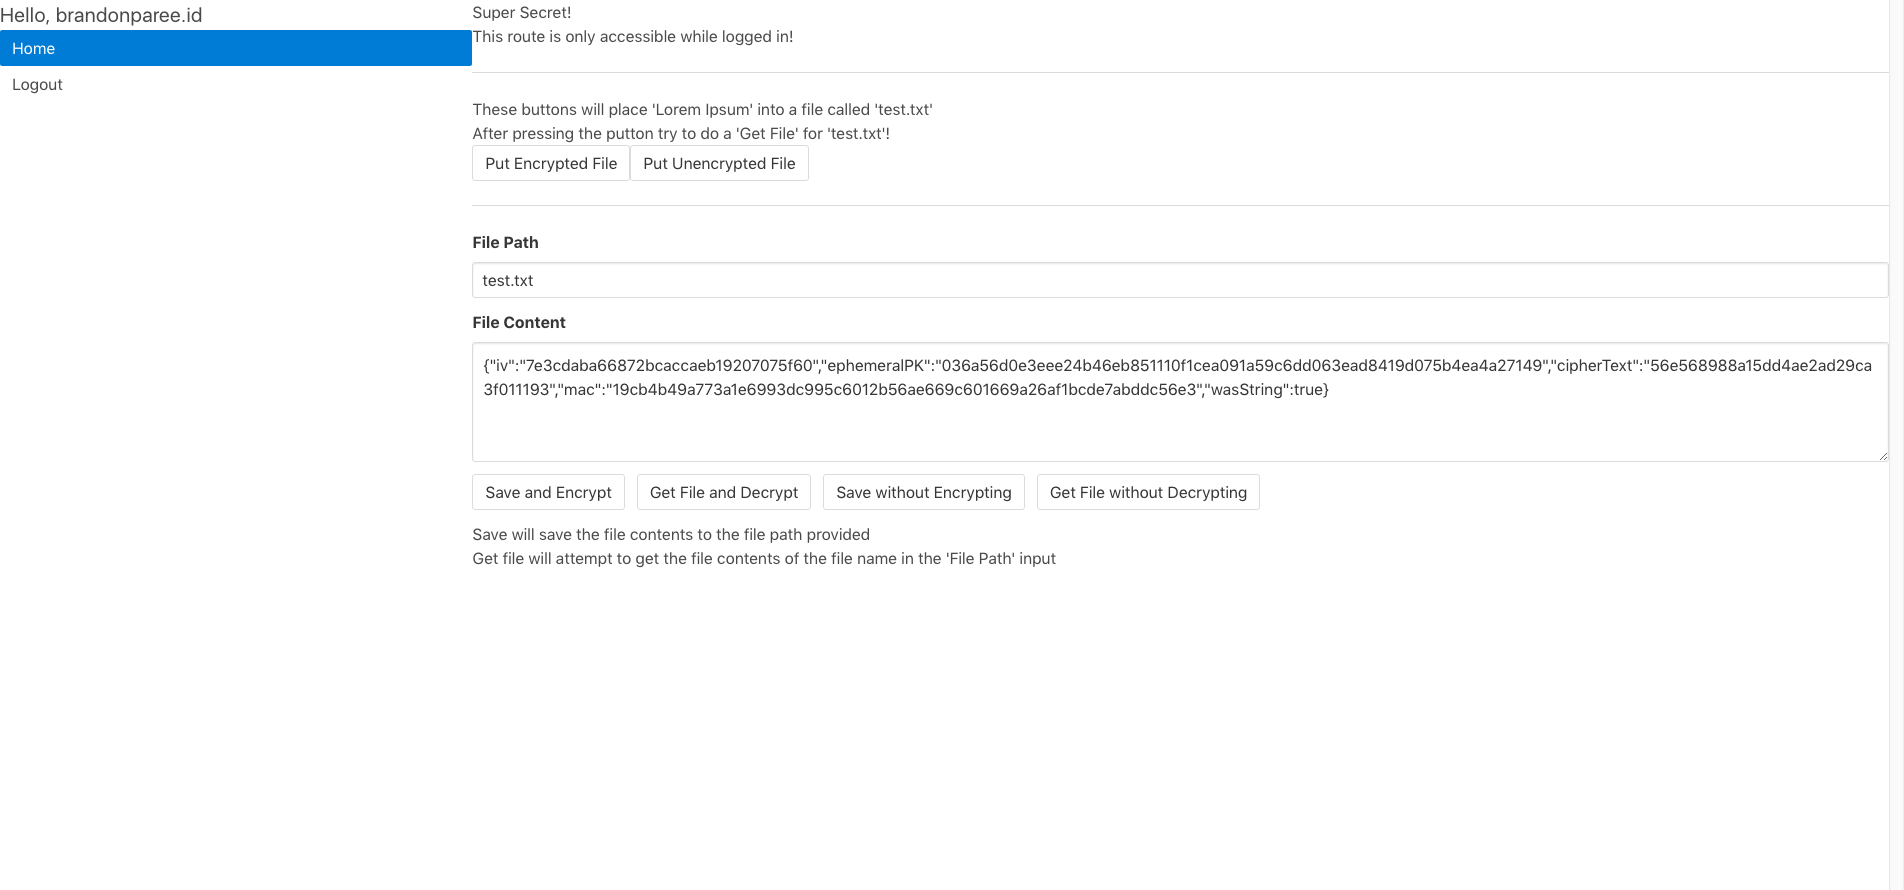 Hello, brandonparee.id
Home
Logout
Super Secret!
This route is only accessible while logged in!
These buttons will place 'Lorem Ipsum' into a file called 'test.txt'
After pressing the putton try to do a 'Get File' for 'test.txt'!
Put Encrypted File Put Unencrypted File
File Path
test.txt
File Content
{"iv":"7e3cdaba66872bcaccaeb19207075f60","ephemeralPK":"036a56d0e3eee24b46eb851110f1cea091a59c6dd063ead8419d075b4ea4a27149","cipherText":"56e568988a15dd4ae2ad29ca
3f011193","mac":"19cb4b49a773a1e6993dc995c6012b56ae669c601669a26af1bcde7abddc56e3","wasString":true}
Save and Encrypt Get File and Decrypt Save without Encrypting Get File without Decrypting
Save will save the file contents to the file path provided
Get file will attempt to get the file contents of the file name in the 'File Path' input